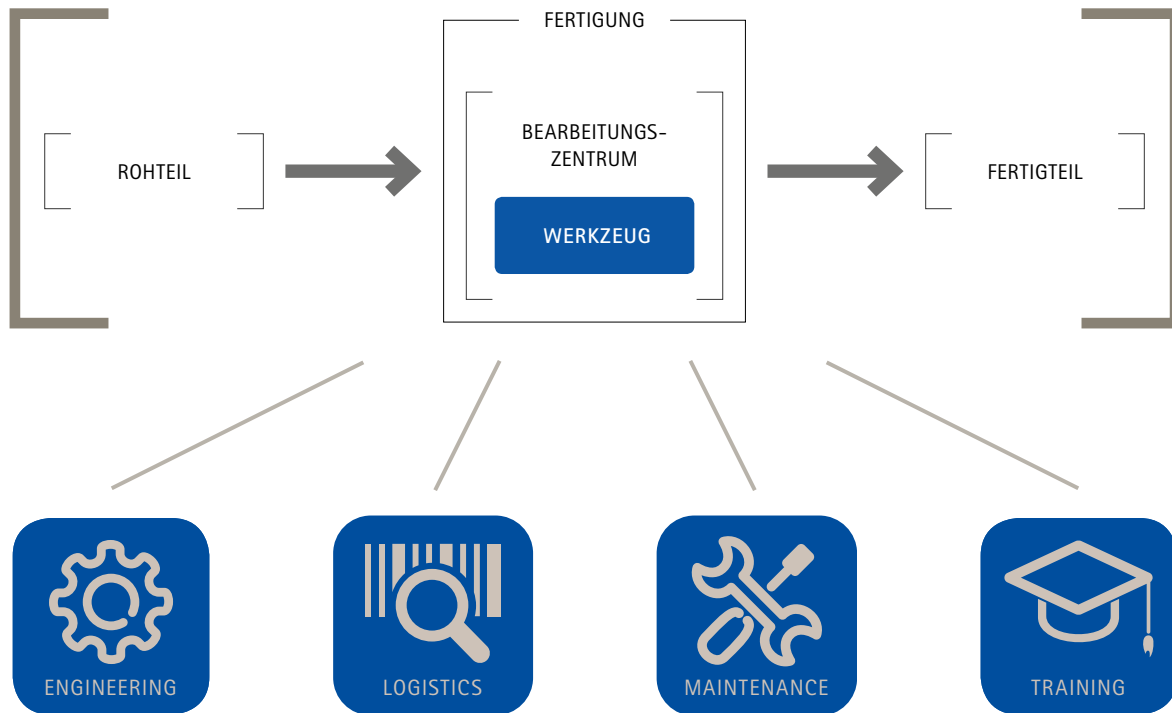 FERTIGUNG
BEARBEITUNGS-
ZENTRUM
ROHTEIL
FERTIGTEIL
WERKZEUG
ENGINEERING
LOGISTICS
MAINTENANCE
TRAINING